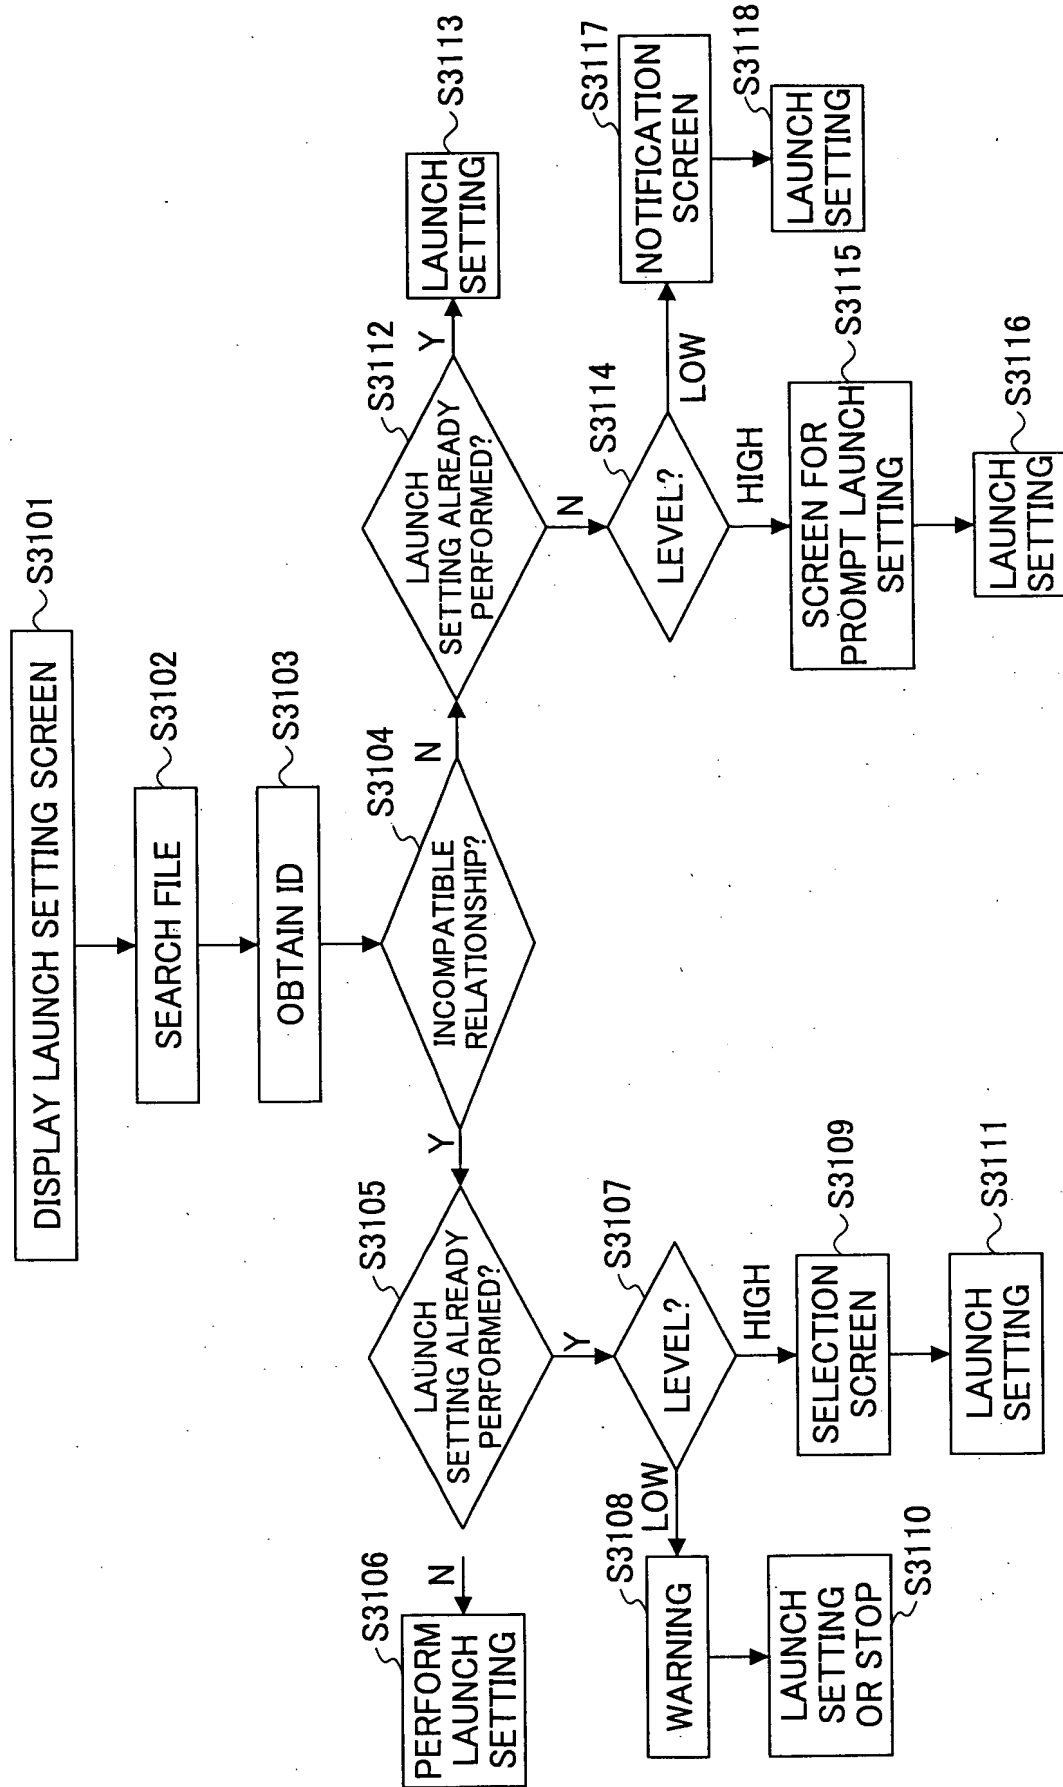 DISPLAY LAUNCH SETTING SCREEN
S3101
SEARCH FILE
S3102
OBTAIN ID
S3103
INCOMPATIBLE
RELATIONSHIP?
S3104
Y
N
LAUNCH
SETTING ALREADY
PERFORMED?
S3105
N
PERFORM
LAUNCH
SETTING
S3106
Y
LEVEL?
S3107
LOW
WARNING
S3108
LAUNCH
SETTING
OR STOP
S3110
HIGH
SELECTION
SCREEN
S3109
LAUNCH
SETTING
S3111
LAUNCH
SETTING ALREADY
PERFORMED?
S3112
Y
LAUNCH
SETTING
S3113
N
LEVEL?
S3114
HIGH
SCREEN FOR
PROMPT LAUNCH
SETTING
S3115
LAUNCH
SETTING
S3116
LOW
NOTIFICATION
SCREEN
S3117
LAUNCH
SETTING
S3118